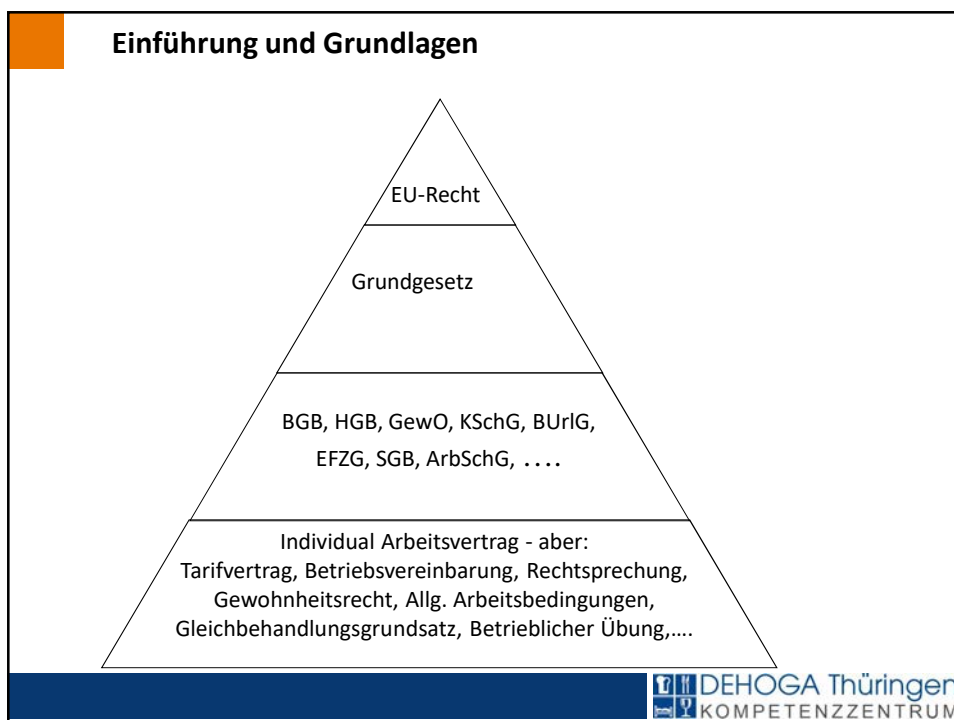 Einführung und Grundlagen
EU-Recht
Grundgesetz
BGB, HGB, GewO, KSchG, BUrlG,
EFZG, SGB, ArbSchG, ….
Individual Arbeitsvertrag - aber:
Tarifvertrag, Betriebsvereinbarung, Rechtsprechung,
Gewohnheitsrecht, Allg. Arbeitsbedingungen,
Gleichbehandlungsgrundsatz, Betrieblicher Übung,….
DEHOGA Thüringen
KOMPETENZZENTRUM